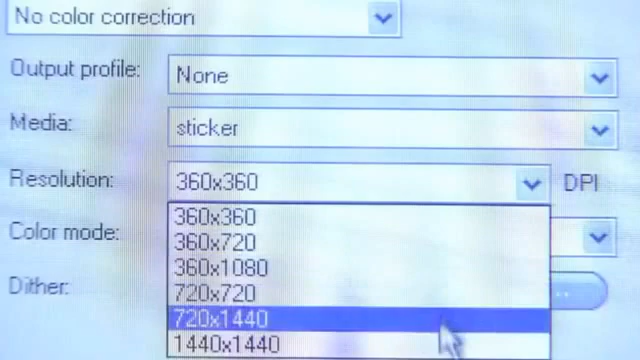 No color correction
Output profile: None
Media: sticker
Resolution: 360x360 DPI
360x360
Color mode: 360x720
360x1080
Dither: 720x720 ..
720x1440
1440x1440